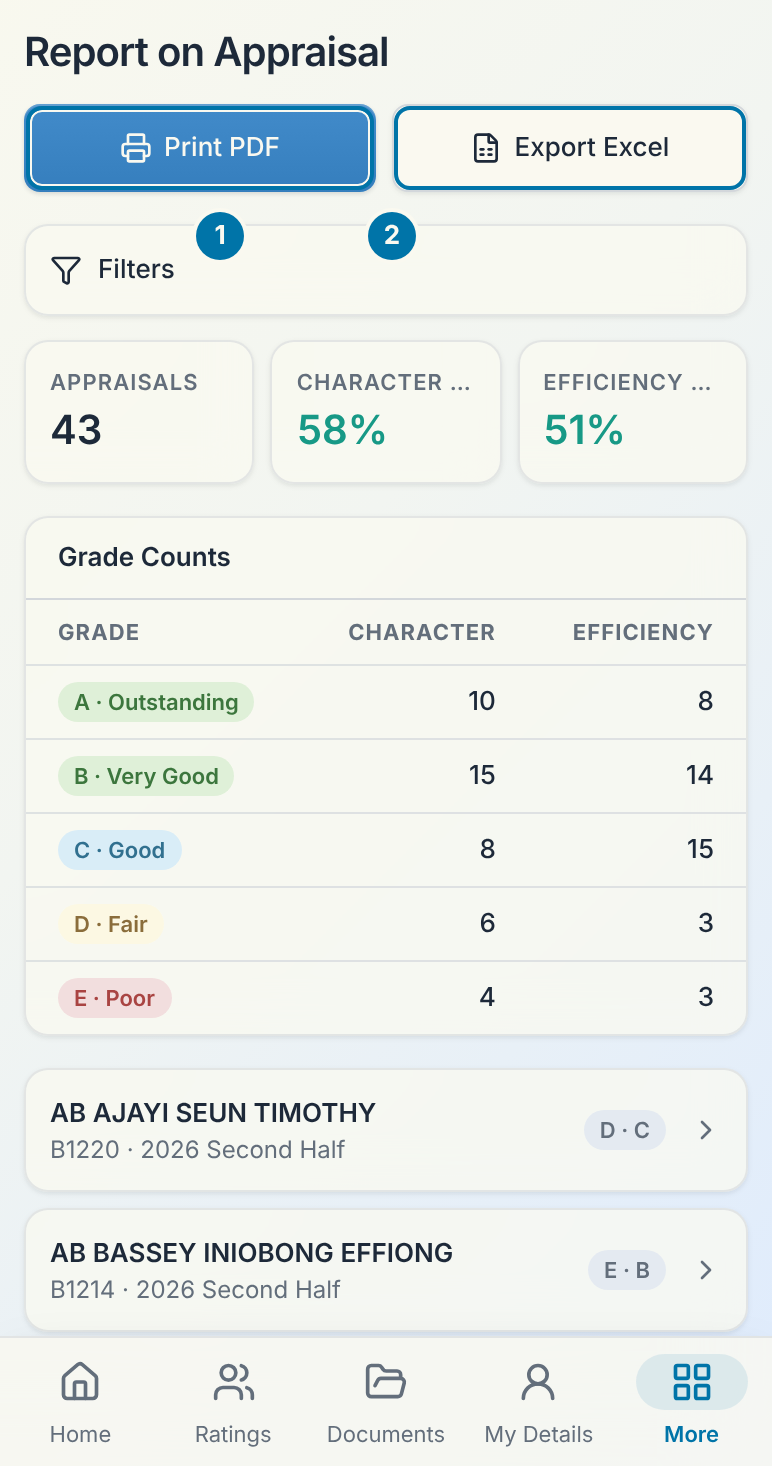 Report on Appraisal
Print PDF
Export Excel
1
2
Filters
APPRAISALS
43
CHARACTER ...
58%
EFFICIENCY ...
51%
Grade Counts
GRADE CHARACTER EFFICIENCY
A · Outstanding 10 8
B · Very Good 15 14
C · Good 8 15
D · Fair 6 3
E · Poor 4 3
AB AJAYI SEUN TIMOTHY
B1220 · 2026 Second Half
D · C
AB BASSEY INIOBONG EFFIONG
B1214 · 2026 Second Half
E · B
Home Ratings Documents My Details More